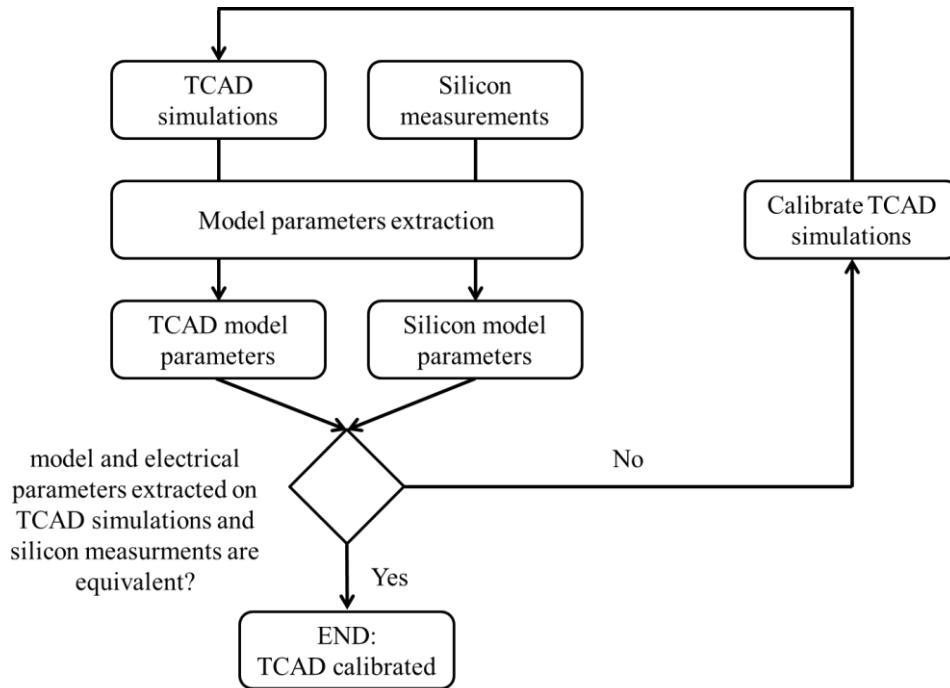 TCAD
simulations
Silicon
measurements
Model parameters extraction
Calibrate TCAD
simulations
TCAD model
parameters
Silicon model
parameters
model and electrical
parameters extracted on
TCAD simulations and
silicon measurments are
equivalent?
No
Yes
END:
TCAD calibrated